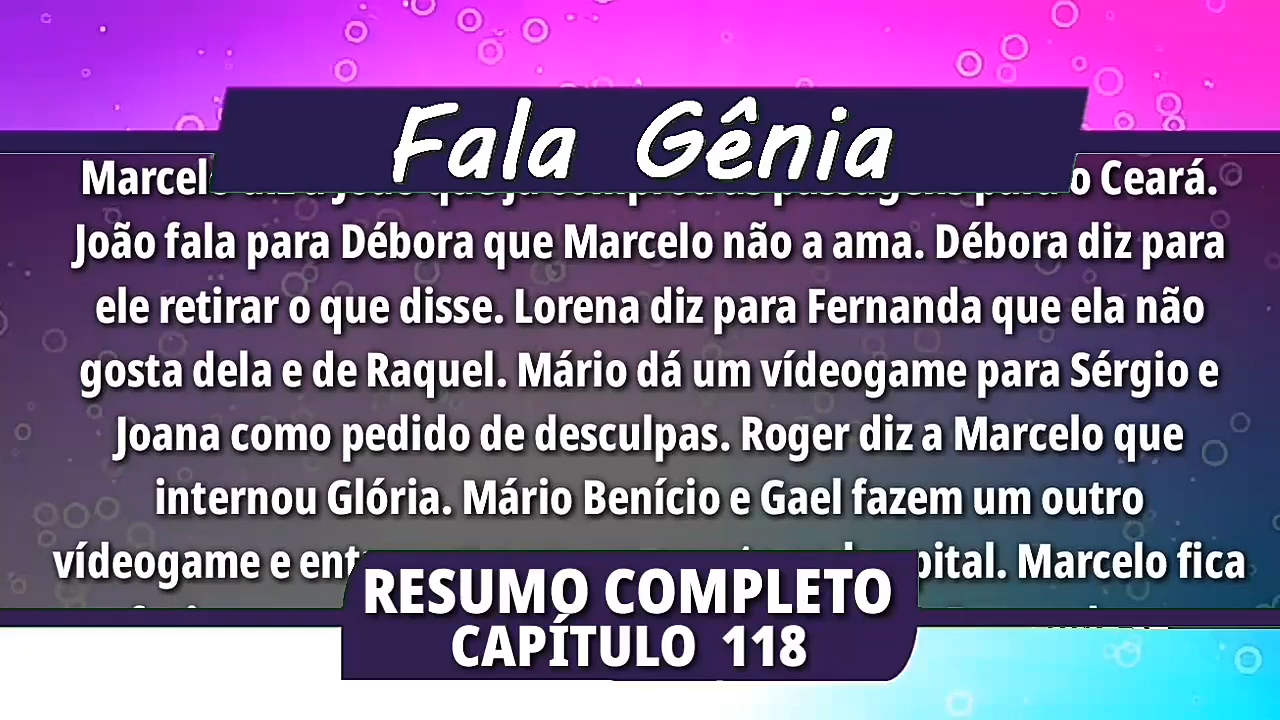 Fala Gênia
Marcel o Ceará.
João fala para Débora que Marcelo não a ama. Débora diz para
ele retirar o que disse. Lorena diz para Fernanda que ela não
gosta dela e de Raquel. Mário dá um vídeogame para Sérgio e
Joana como pedido de desculpas. Roger diz a Marcelo que
internou Glória. Mário Benício e Gael fazem um outro
vídeogame e pital. Marcelo fica
RESUMO COMPLETO
CAPÍTULO 118